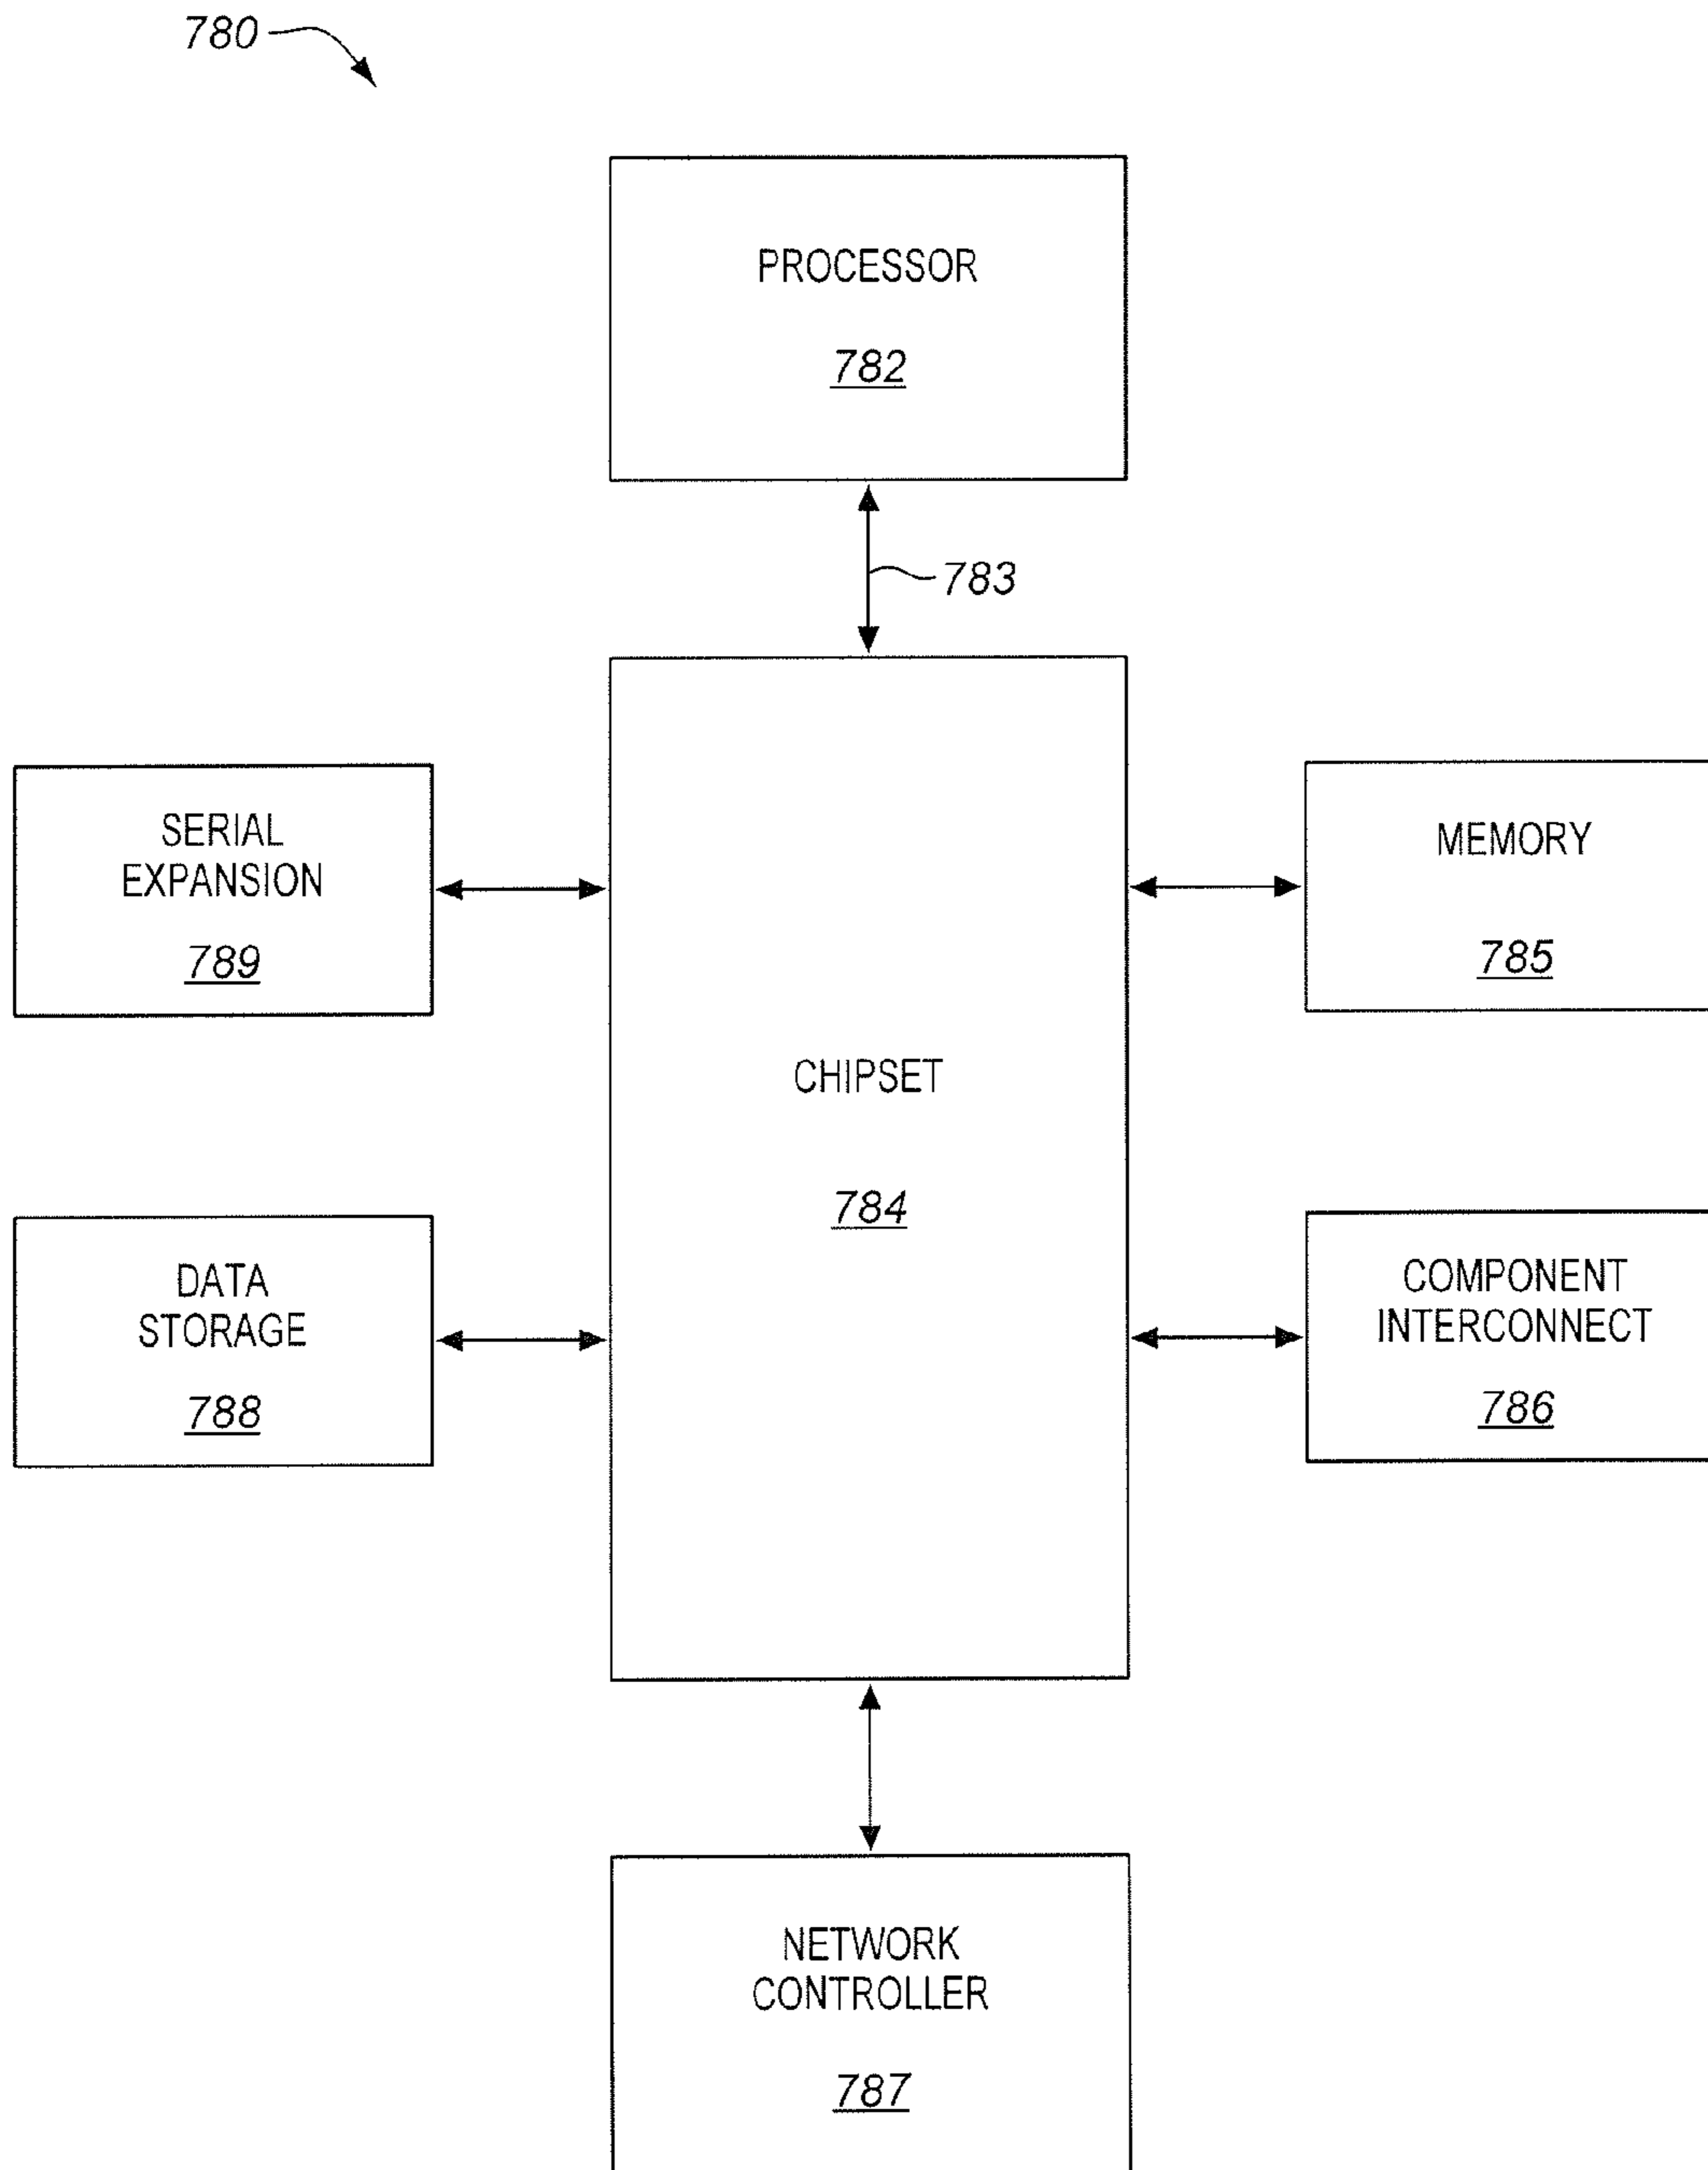 780
PROCESSOR
782
783
SERIAL
EXPANSION
789
MEMORY
785
CHIPSET
784
DATA
STORAGE
788
COMPONENT
INTERCONNECT
786
NETWORK
CONTROLLER
787